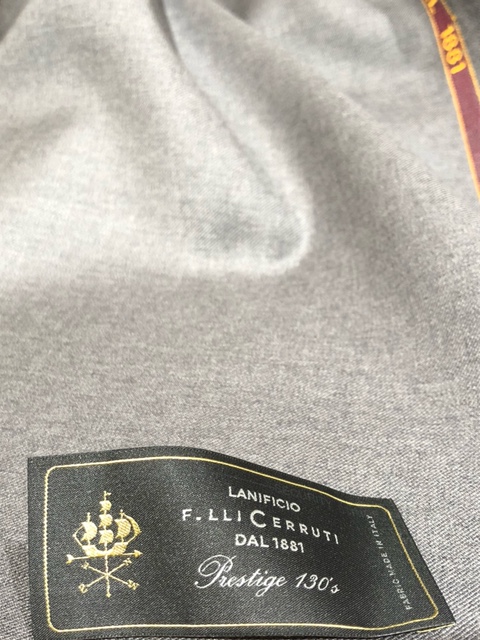 1881
LANIFICIO
F.LLI CERRUTI
DAL 1881
Prestige 130's
FABRIC MADE IN ITALY